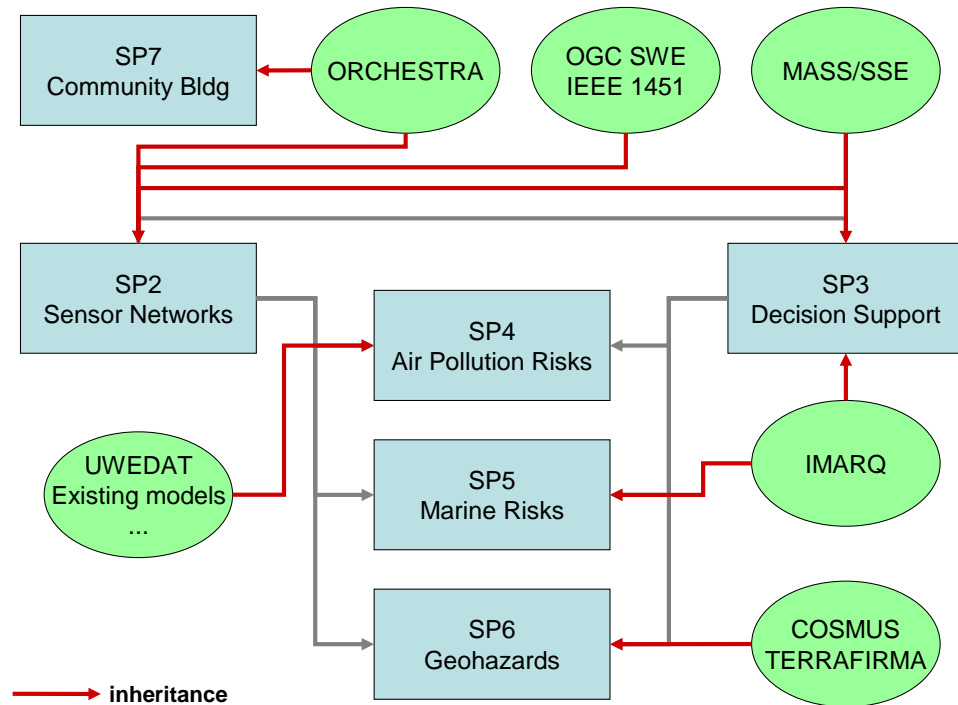 SP7
Community Bldg
ORCHESTRA
OGC SWE
IEEE 1451
MASS/SSE
SP2
Sensor Networks
SP3
Decision Support
SP4
Air Pollution Risks
UWEDAT
Existing models
...
SP5
Marine Risks
IMARQ
SP6
Geohazards
COSMUS
TERRAFIRMA
inheritance